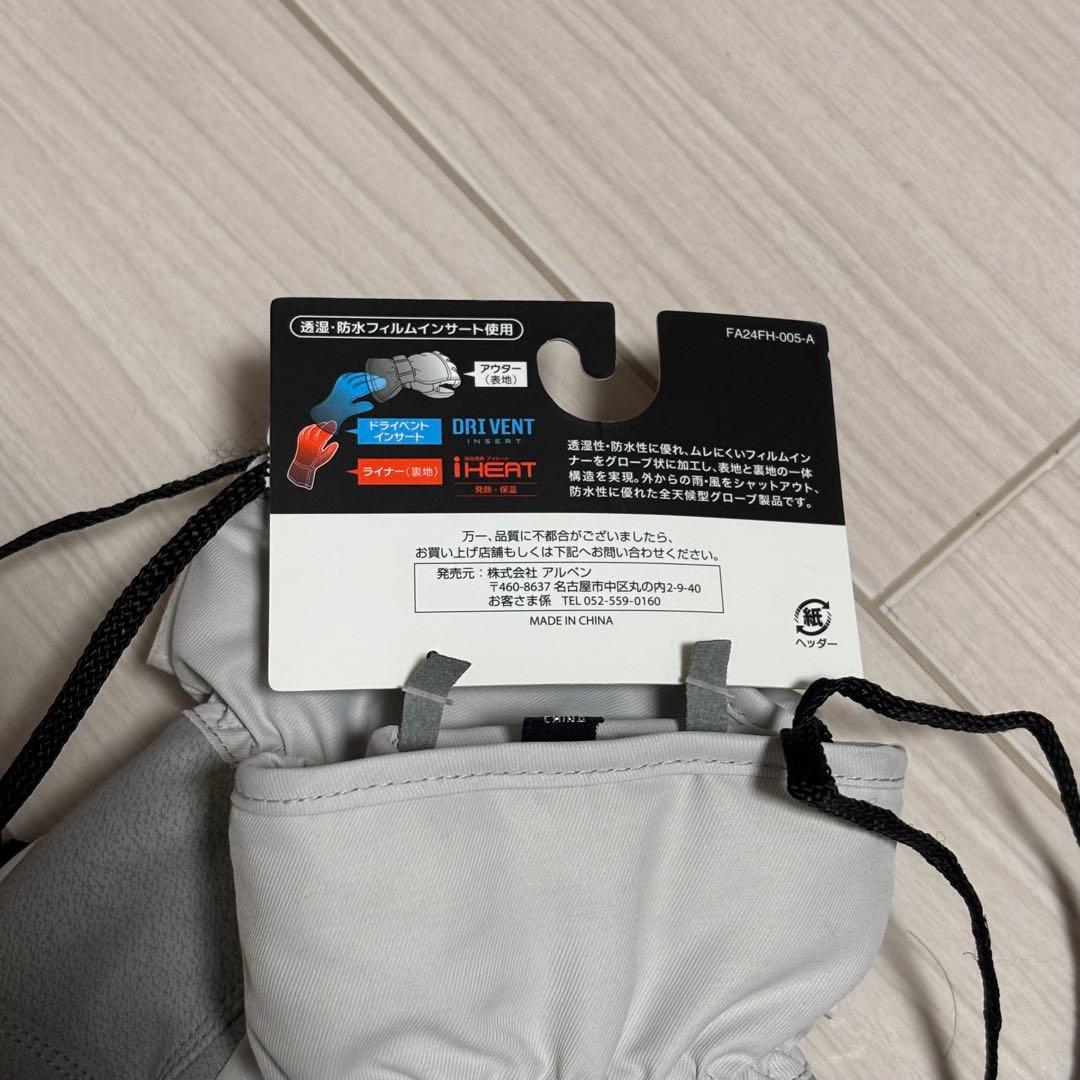 透湿・防水フィルムインサート使用
FA24FH-005-A
アウター
(表地)
ドライベント
インサート
DRI VENT
INSERT
ライナー(裏地)
iHEAT
発熱・保温
透湿性・防水性に優れ、ムレにくいフィルムイン
ナーをグローブ状に加工し、表地と裏地の一体
構造を実現。外からの雨・風をシャットアウト、
防水性に優れた全天候型グローブ製品です。
万一、品質に不都合がございましたら、
お買い上げ店舗もしくは下記へお問い合わせください。
発売元：株式会社 アルペン
〒460-8637 名古屋市中区丸の内2-9-40
お客さま係 TEL 052-559-0160
MADE IN CHINA
紙
ヘッダー